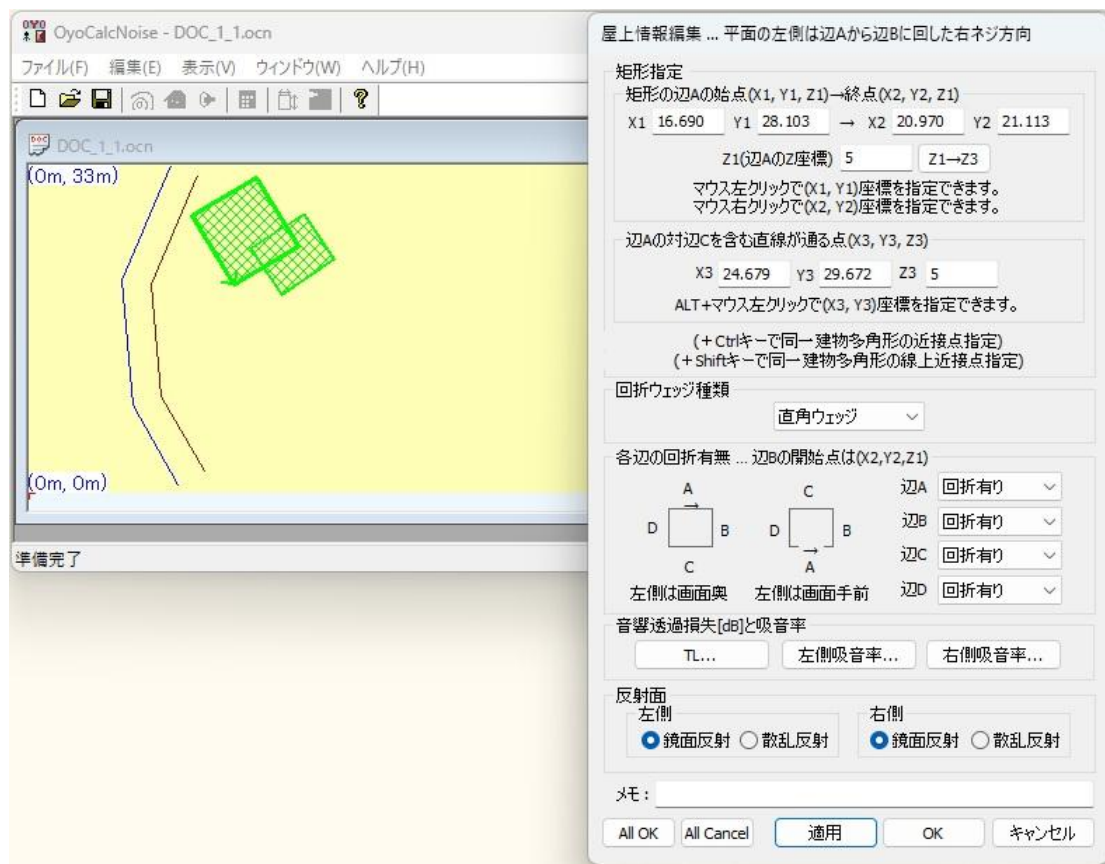 OyoCalcNoise - DOC_1_1.ocn
ファイル(F) 編集(E) 表示(V) ウィンドウ(W) ヘルプ(H)
DOC_1_1.ocn
(0m, 33m)
(0m, 0m)
準備完了
屋上情報編集 ... 平面の左側は辺Aから辺Bに回した右ネジ方向
矩形指定
矩形の辺Aの始点(X1, Y1, Z1)→終点(X2, Y2, Z1)
X1 16.690 Y1 28.103 → X2 20.970 Y2 21.113
Z1(辺AのZ座標) 5 Z1→Z3
マウス左クリックで(X1, Y1)座標を指定できます。
マウス右クリックで(X2, Y2)座標を指定できます。
辺Aの対辺Cを含む直線が通る点(X3, Y3, Z3)
X3 24.679 Y3 29.672 Z3 5
ALT+マウス左クリックで(X3, Y3)座標を指定できます。
(+Ctrlキーで同一建物多角形の近接点指定)
(+Shiftキーで同一建物多角形の線上近接点指定)
回折ウェッジ種類
直角ウェッジ
各辺の回折有無 ... 辺Bの開始点は(X2,Y2,Z1)
A C 辺A 回折有り
→
D B D B 辺B 回折有り
→
C A 辺C 回折有り
左側は画面奥 左側は画面手前 辺D 回折有り
音響透過損失[dB]と吸音率
TL... 左側吸音率... 右側吸音率...
反射面
左側 右側
鏡面反射 散乱反射 鏡面反射 散乱反射
メモ:
All OK All Cancel 適用 OK キャンセル